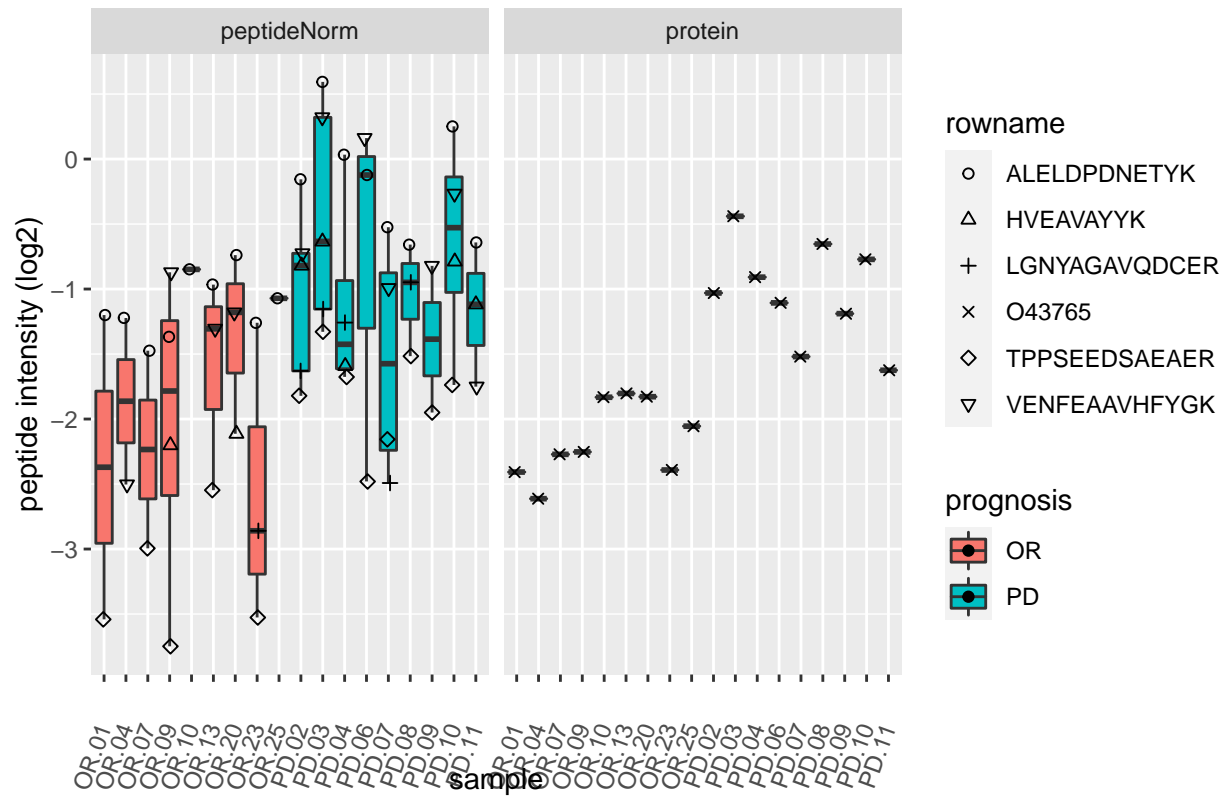 peptideNorm
protein
peptide intensity (log2)
0
−1
−2
−3
OR.01
OR.04
OR.07
OR.09
OR.10
OR.13
OR.20
OR.23
OR.25
PD.02
PD.03
PD.04
PD.06
PD.07
PD.08
PD.09
PD.10
PD.11
OR.01
OR.04
OR.07
OR.09
OR.10
OR.13
OR.20
OR.23
OR.25
PD.02
PD.03
PD.04
PD.06
PD.07
PD.08
PD.09
PD.10
PD.11
sample
rowname
ALELDPDNETYK
HVEAVAYYK
LGNYAGAVQDCER
O43765
TPPSEEDSAEAER
VENFEAAVHFYGK
prognosis
OR
PD